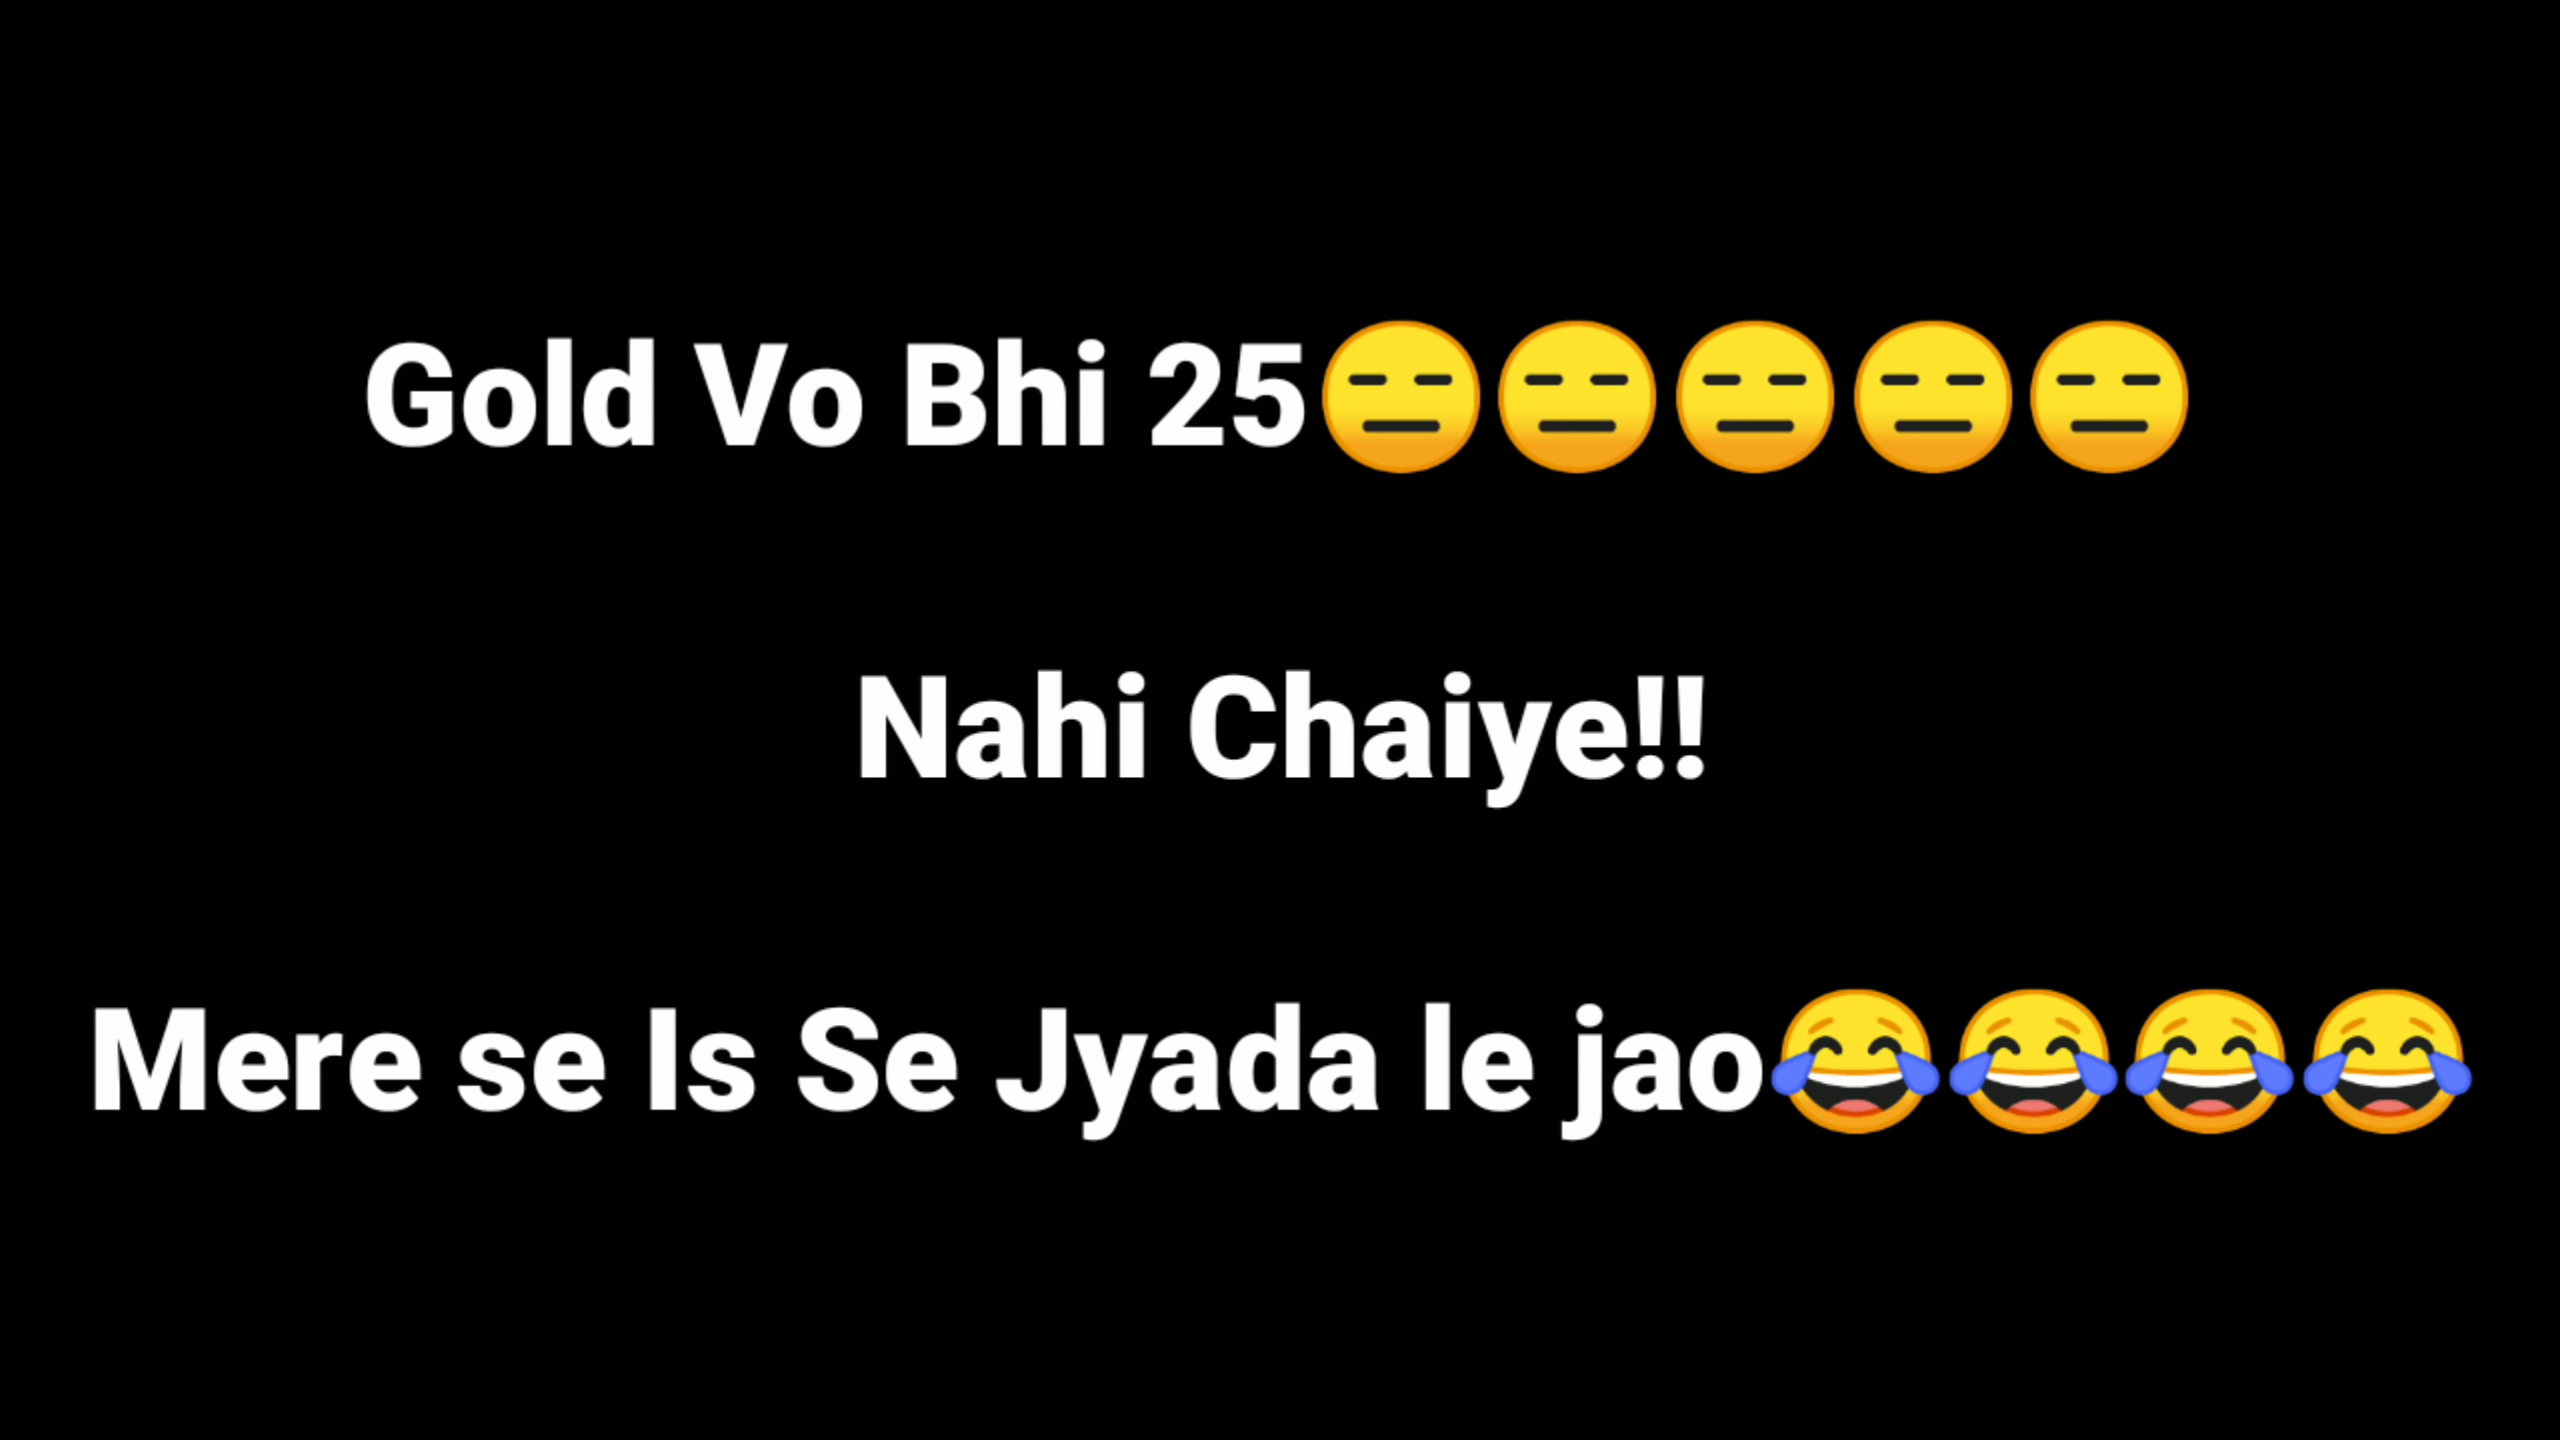 Gold Vo Bhi 25😑😑😑😑😑
Nahi Chaiye!!
Mere se Is Se Jyada le jao😂😂😂😂